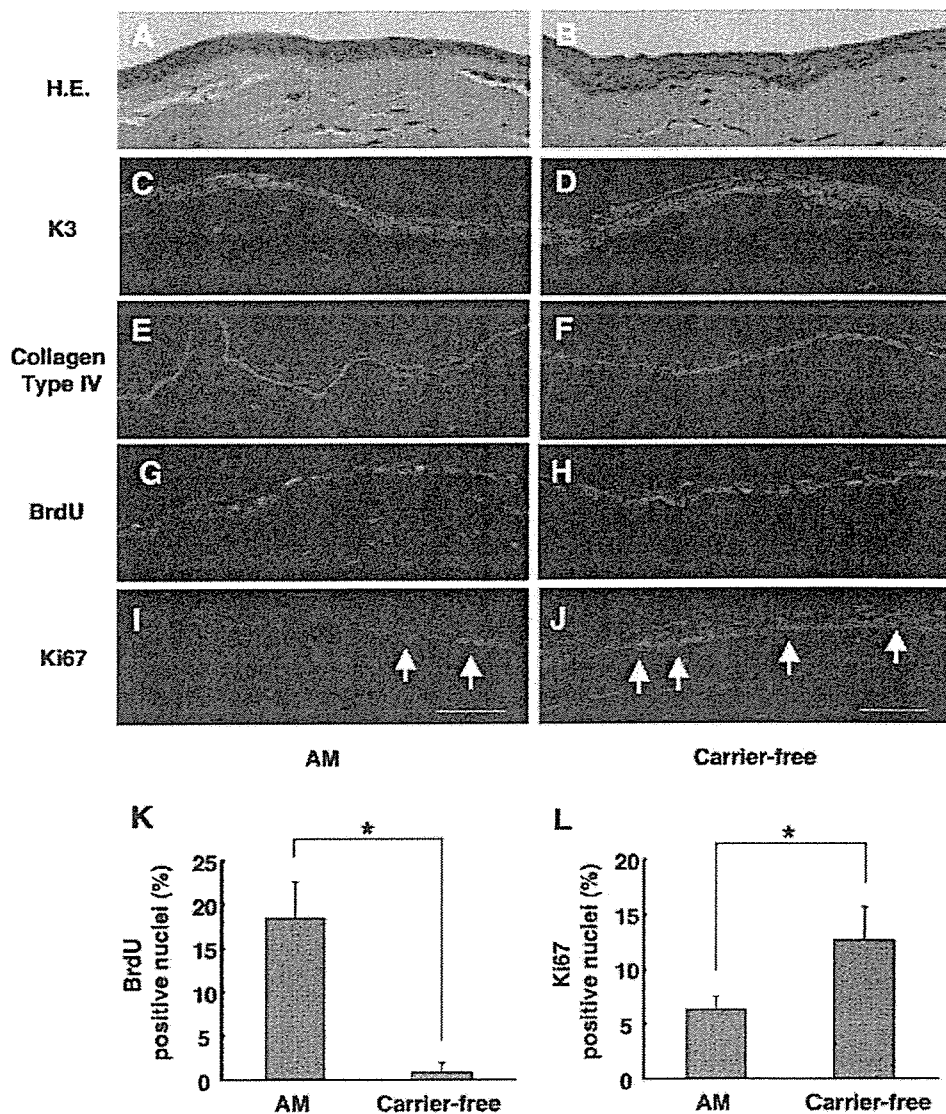 A
B
H.E.
C
D
K3
E
F
Collagen
Type IV
G
H
BrdU
I
J
Ki67
AM
Carrier-free
K
*
BrdU
positive nuclei (%)
25
20
15
10
5
0
AM
Carrier-free
L
*
Ki67
positive nuclei (%)
20
15
10
5
0
AM
Carrier-free